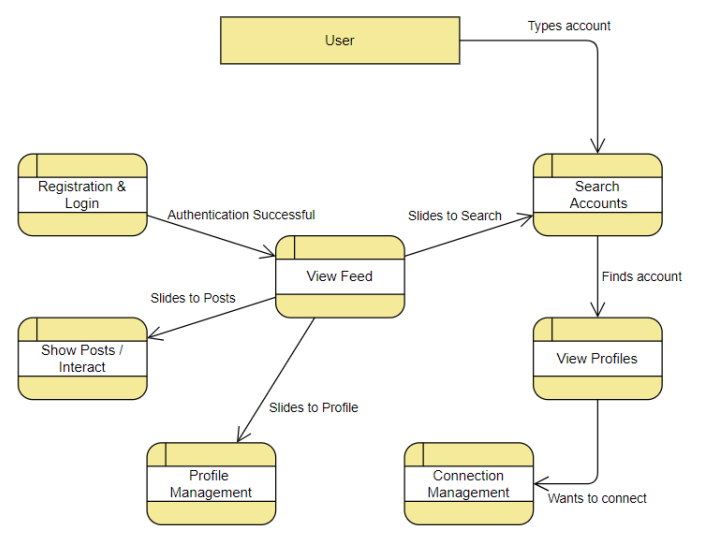 Types account
User
Registration &
Login
Search
Accounts
Authentication Successful
Slides to Search
View Feed
Finds account
Slides to Posts
Show Posts /
Interact
View Profiles
Slides to Profile
Profile
Management
Connection
Management
Wants to connect